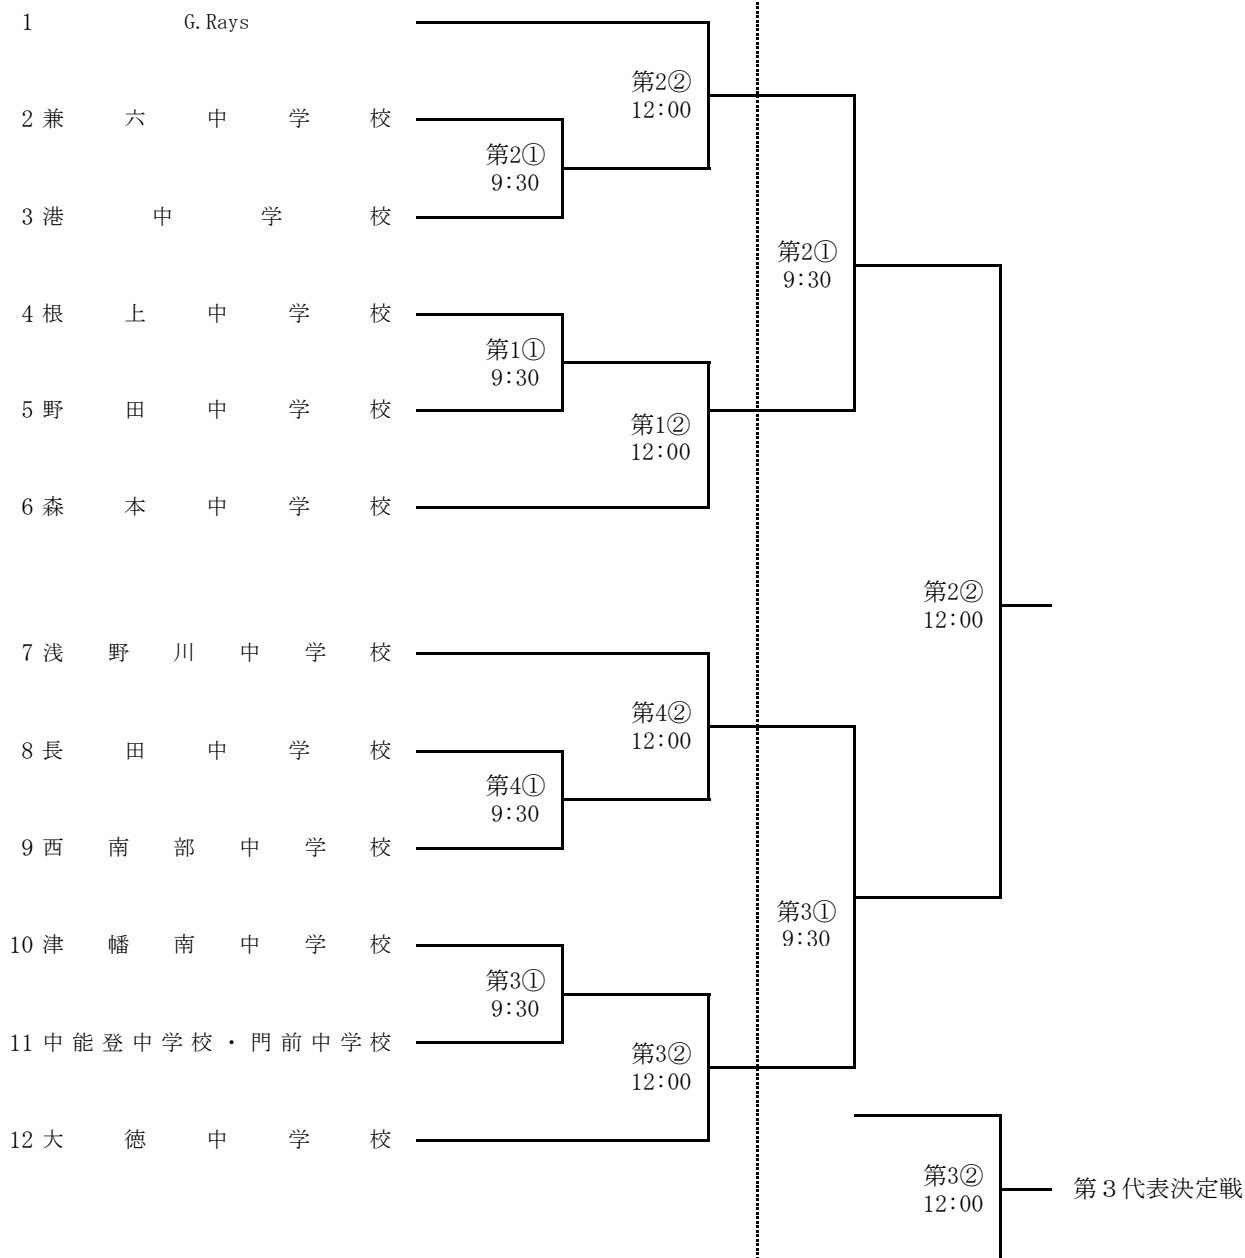 1 G.Rays
第2②
12:00
2 兼六中学校
第2①
9:30
3 港中学校
第2①
9:30
4 根上中学校
第1①
9:30
5 野田中学校
第1②
12:00
6 森本中学校
第2②
12:00
7 浅野川中学校
第4②
12:00
8 長田中学校
第4①
9:30
9 西南部中学校
第3①
9:30
10 津幡南中学校
第3①
9:30
11 中能登中学校・門前中学校
第3②
12:00
12 大徳中学校
第3②
12:00
第３代表決定戦